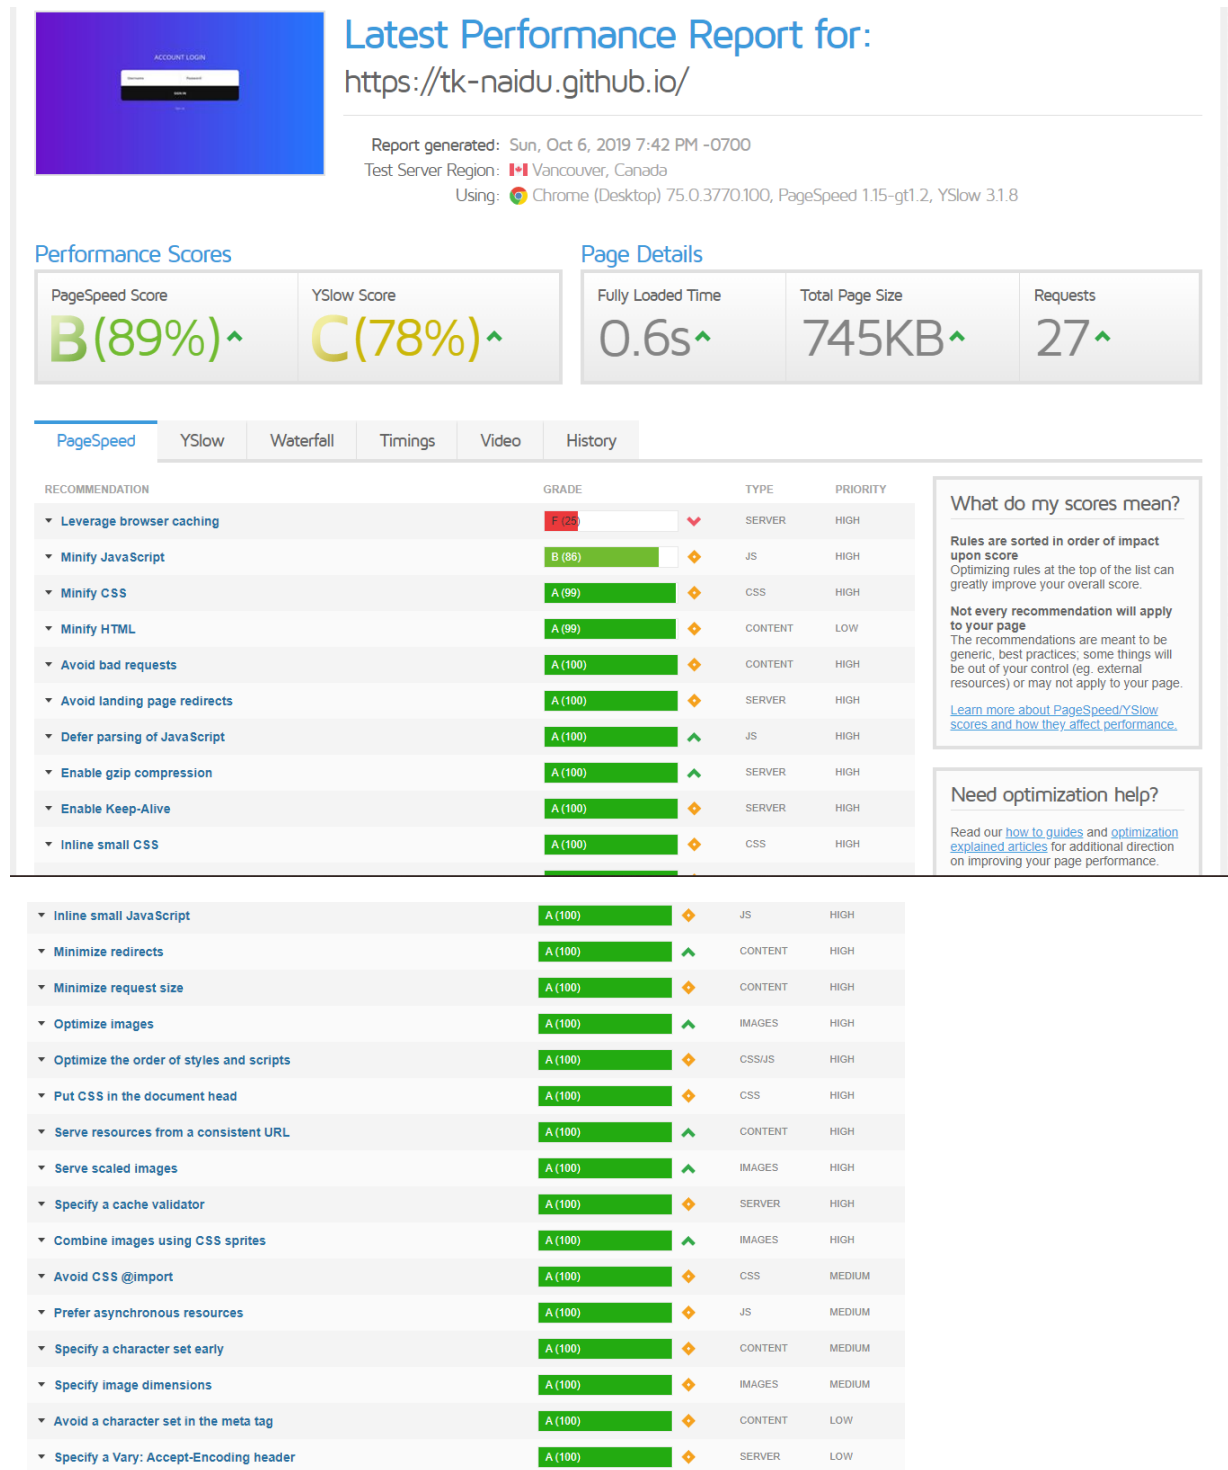 ACCOUNT LOGIN
Username Password
SIGN IN
Latest Performance Report for:
https://tk-naidu.github.io/
Report generated: Sun, Oct 6, 2019 7:42 PM -0700
Test Server Region: Vancouver, Canada
Using: Chrome (Desktop) 75.0.3770.100, PageSpeed 1.15-gt1.2, YSlow 3.1.8
Performance Scores
PageSpeed Score YSlow Score
B (89%) C (78%)
Page Details
Fully Loaded Time Total Page Size Requests
0.6s 745KB 27
PageSpeed YSlow Waterfall Timings Video History
RECOMMENDATION GRADE TYPE PRIORITY
Leverage browser caching F (25) SERVER HIGH
Minify JavaScript B (86) JS HIGH
Minify CSS A (99) CSS HIGH
Minify HTML A (99) CONTENT LOW
Avoid bad requests A (100) CONTENT HIGH
Avoid landing page redirects A (100) SERVER HIGH
Defer parsing of JavaScript A (100) JS HIGH
Enable gzip compression A (100) SERVER HIGH
Enable Keep-Alive A (100) SERVER HIGH
Inline small CSS A (100) CSS HIGH
What do my scores mean?
Rules are sorted in order of impact
upon score
Optimizing rules at the top of the list can
greatly improve your overall score.
Not every recommendation will apply
to your page
The recommendations are meant to be
generic, best practices; some things will
be out of your control (eg. external
resources) or may not apply to your page.
Learn more about PageSpeed/YSlow
scores and how they affect performance.
Need optimization help?
Read our how to guides and optimization
explained articles for additional direction
on improving your page performance.
Inline small JavaScript A (100) JS HIGH
Minimize redirects A (100) CONTENT HIGH
Minimize request size A (100) CONTENT HIGH
Optimize images A (100) IMAGES HIGH
Optimize the order of styles and scripts A (100) CSS/JS HIGH
Put CSS in the document head A (100) CSS HIGH
Serve resources from a consistent URL A (100) CONTENT HIGH
Serve scaled images A (100) IMAGES HIGH
Specify a cache validator A (100) SERVER HIGH
Combine images using CSS sprites A (100) IMAGES HIGH
Avoid CSS @import A (100) CSS MEDIUM
Prefer asynchronous resources A (100) JS MEDIUM
Specify a character set early A (100) CONTENT MEDIUM
Specify image dimensions A (100) IMAGES MEDIUM
Avoid a character set in the meta tag A (100) CONTENT LOW
Specify a Vary: Accept-Encoding header A (100) SERVER LOW